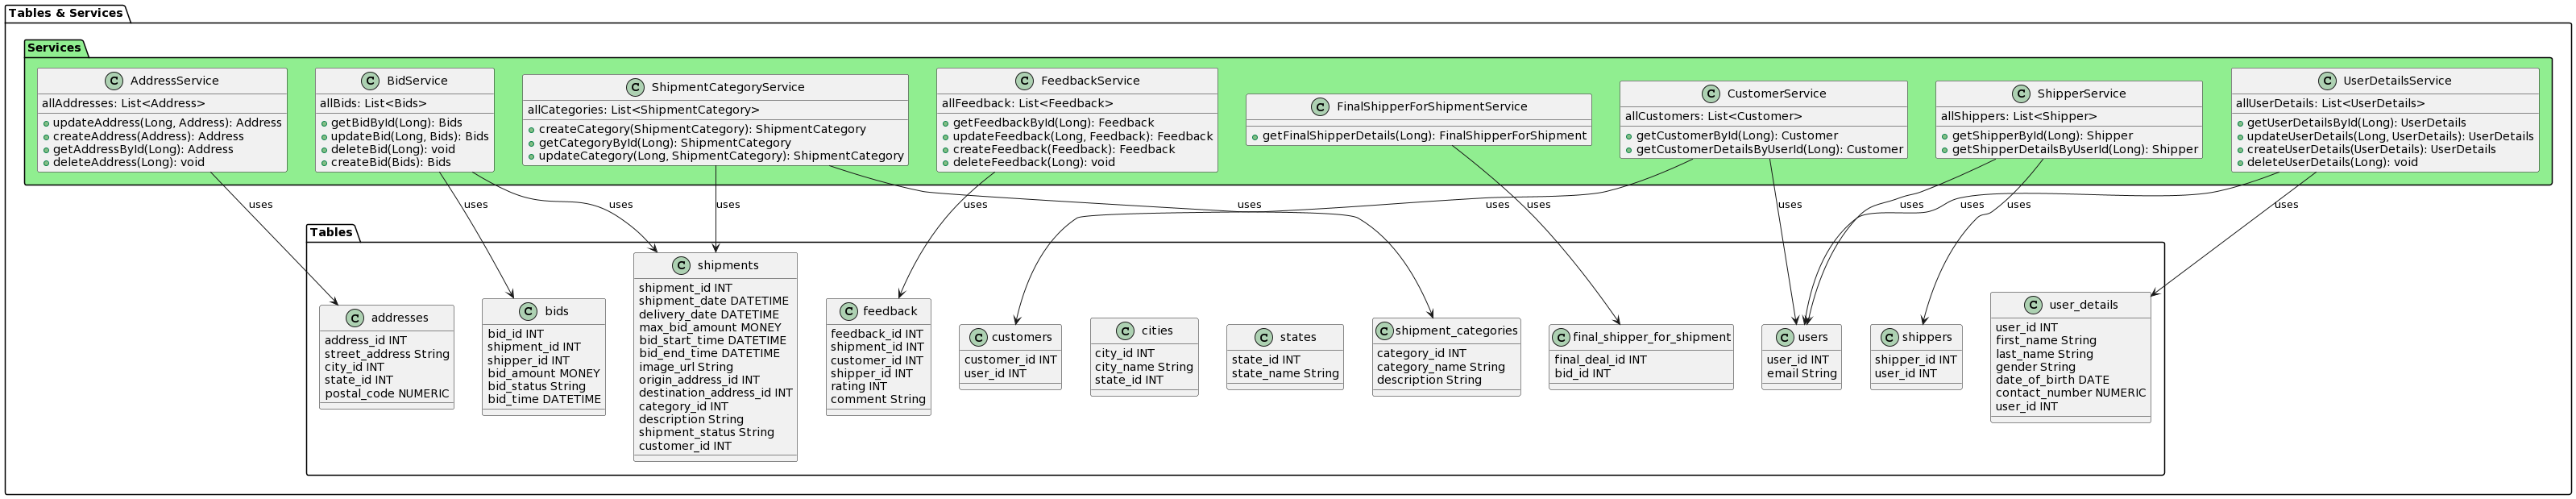 Tables & Services
Services
C AddressService
allAddresses: List<Address>
updateAddress(Long, Address): Address
createAddress(Address): Address
getAddressById(Long): Address
deleteAddress(Long): void
C BidService
allBids: List<Bids>
getBidById(Long): Bids
updateBid(Long, Bids): Bids
deleteBid(Long): void
createBid(Bids): Bids
C ShipmentCategoryService
allCategories: List<ShipmentCategory>
createCategory(ShipmentCategory): ShipmentCategory
getCategoryById(Long): ShipmentCategory
updateCategory(Long, ShipmentCategory): ShipmentCategory
C FeedbackService
allFeedback: List<Feedback>
getFeedbackById(Long): Feedback
updateFeedback(Long, Feedback): Feedback
createFeedback(Feedback): Feedback
deleteFeedback(Long): void
C FinalShipperForShipmentService
getFinalShipperDetails(Long): FinalShipperForShipment
C CustomerService
allCustomers: List<Customer>
getCustomerById(Long): Customer
getCustomerDetailsByUserId(Long): Customer
C ShipperService
allShippers: List<Shipper>
getShipperById(Long): Shipper
getShipperDetailsByUserId(Long): Shipper
C UserDetailsService
allUserDetails: List<UserDetails>
getUserDetailsById(Long): UserDetails
updateUserDetails(Long, UserDetails): UserDetails
createUserDetails(UserDetails): UserDetails
deleteUserDetails(Long): void
uses
uses
uses
uses
uses
uses
uses
uses
uses
uses
uses
uses
uses
Tables
C addresses
address_id INT
street_address String
city_id INT
state_id INT
postal_code NUMERIC
C bids
bid_id INT
shipment_id INT
shipper_id INT
bid_amount MONEY
bid_status String
bid_time DATETIME
C shipments
shipment_id INT
shipment_date DATETIME
delivery_date DATETIME
max_bid_amount MONEY
bid_start_time DATETIME
bid_end_time DATETIME
image_url String
origin_address_id INT
destination_address_id INT
category_id INT
description String
shipment_status String
customer_id INT
C feedback
feedback_id INT
shipment_id INT
customer_id INT
shipper_id INT
rating INT
comment String
C customers
customer_id INT
user_id INT
C cities
city_id INT
city_name String
state_id INT
C states
state_id INT
state_name String
C shipment_categories
category_id INT
category_name String
description String
C final_shipper_for_shipment
final_deal_id INT
bid_id INT
C users
user_id INT
email String
C shippers
shipper_id INT
user_id INT
C user_details
user_id INT
first_name String
last_name String
gender String
date_of_birth DATE
contact_number NUMERIC
user_id INT